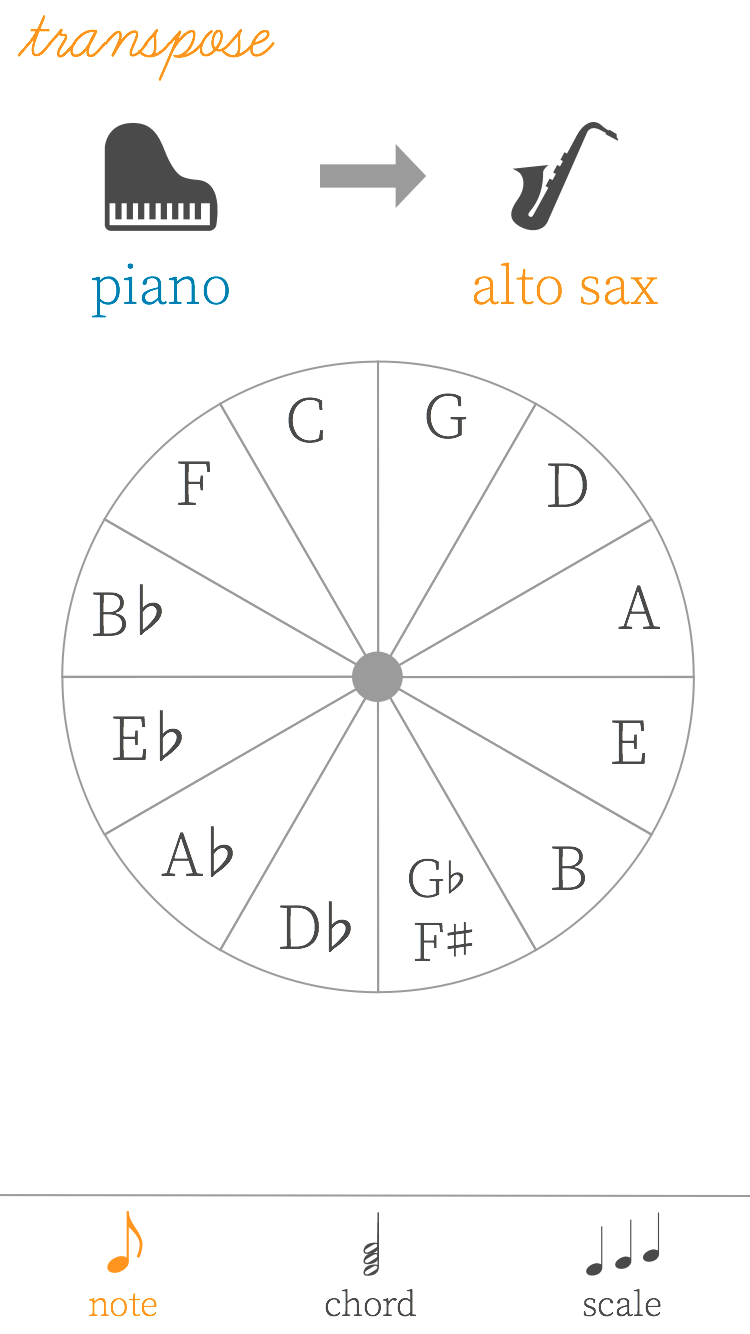 transpose
piano
alto sax
C
G
F
D
B♭
A
E♭
E
A♭
B
G♭
F♯
D♭
note
chord
scale